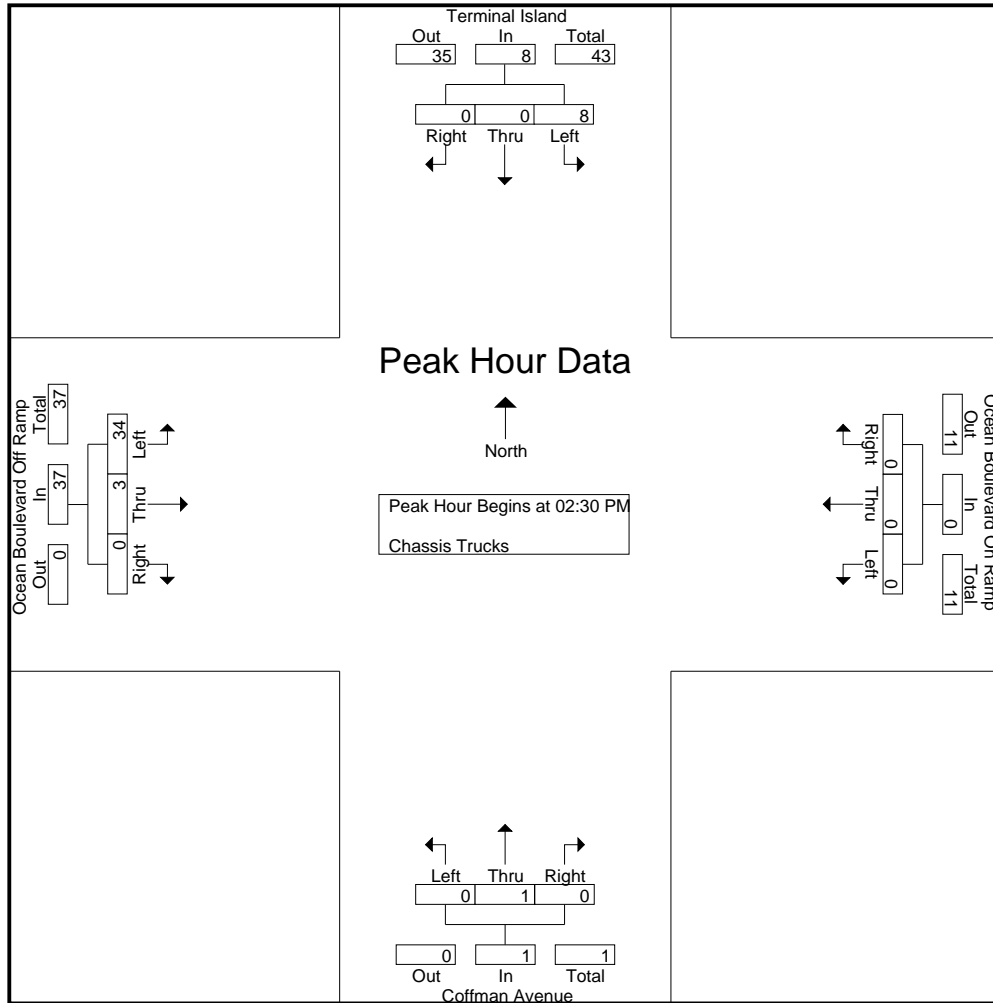 Terminal Island
Out In Total
35 8 43
0 0 8
Right Thru Left
Peak Hour Data
North
Peak Hour Begins at 02:30 PM
Chassis Trucks
Ocean Boulevard Off Ramp
Out In Total
0 37 37
34 3 0
Left Thru Right
Ocean Boulevard On Ramp
Out In Total
11 0 11
0 0 0
Right Thru Left
Left Thru Right
0 1 0
0 1 1
Out In Total
Coffman Avenue